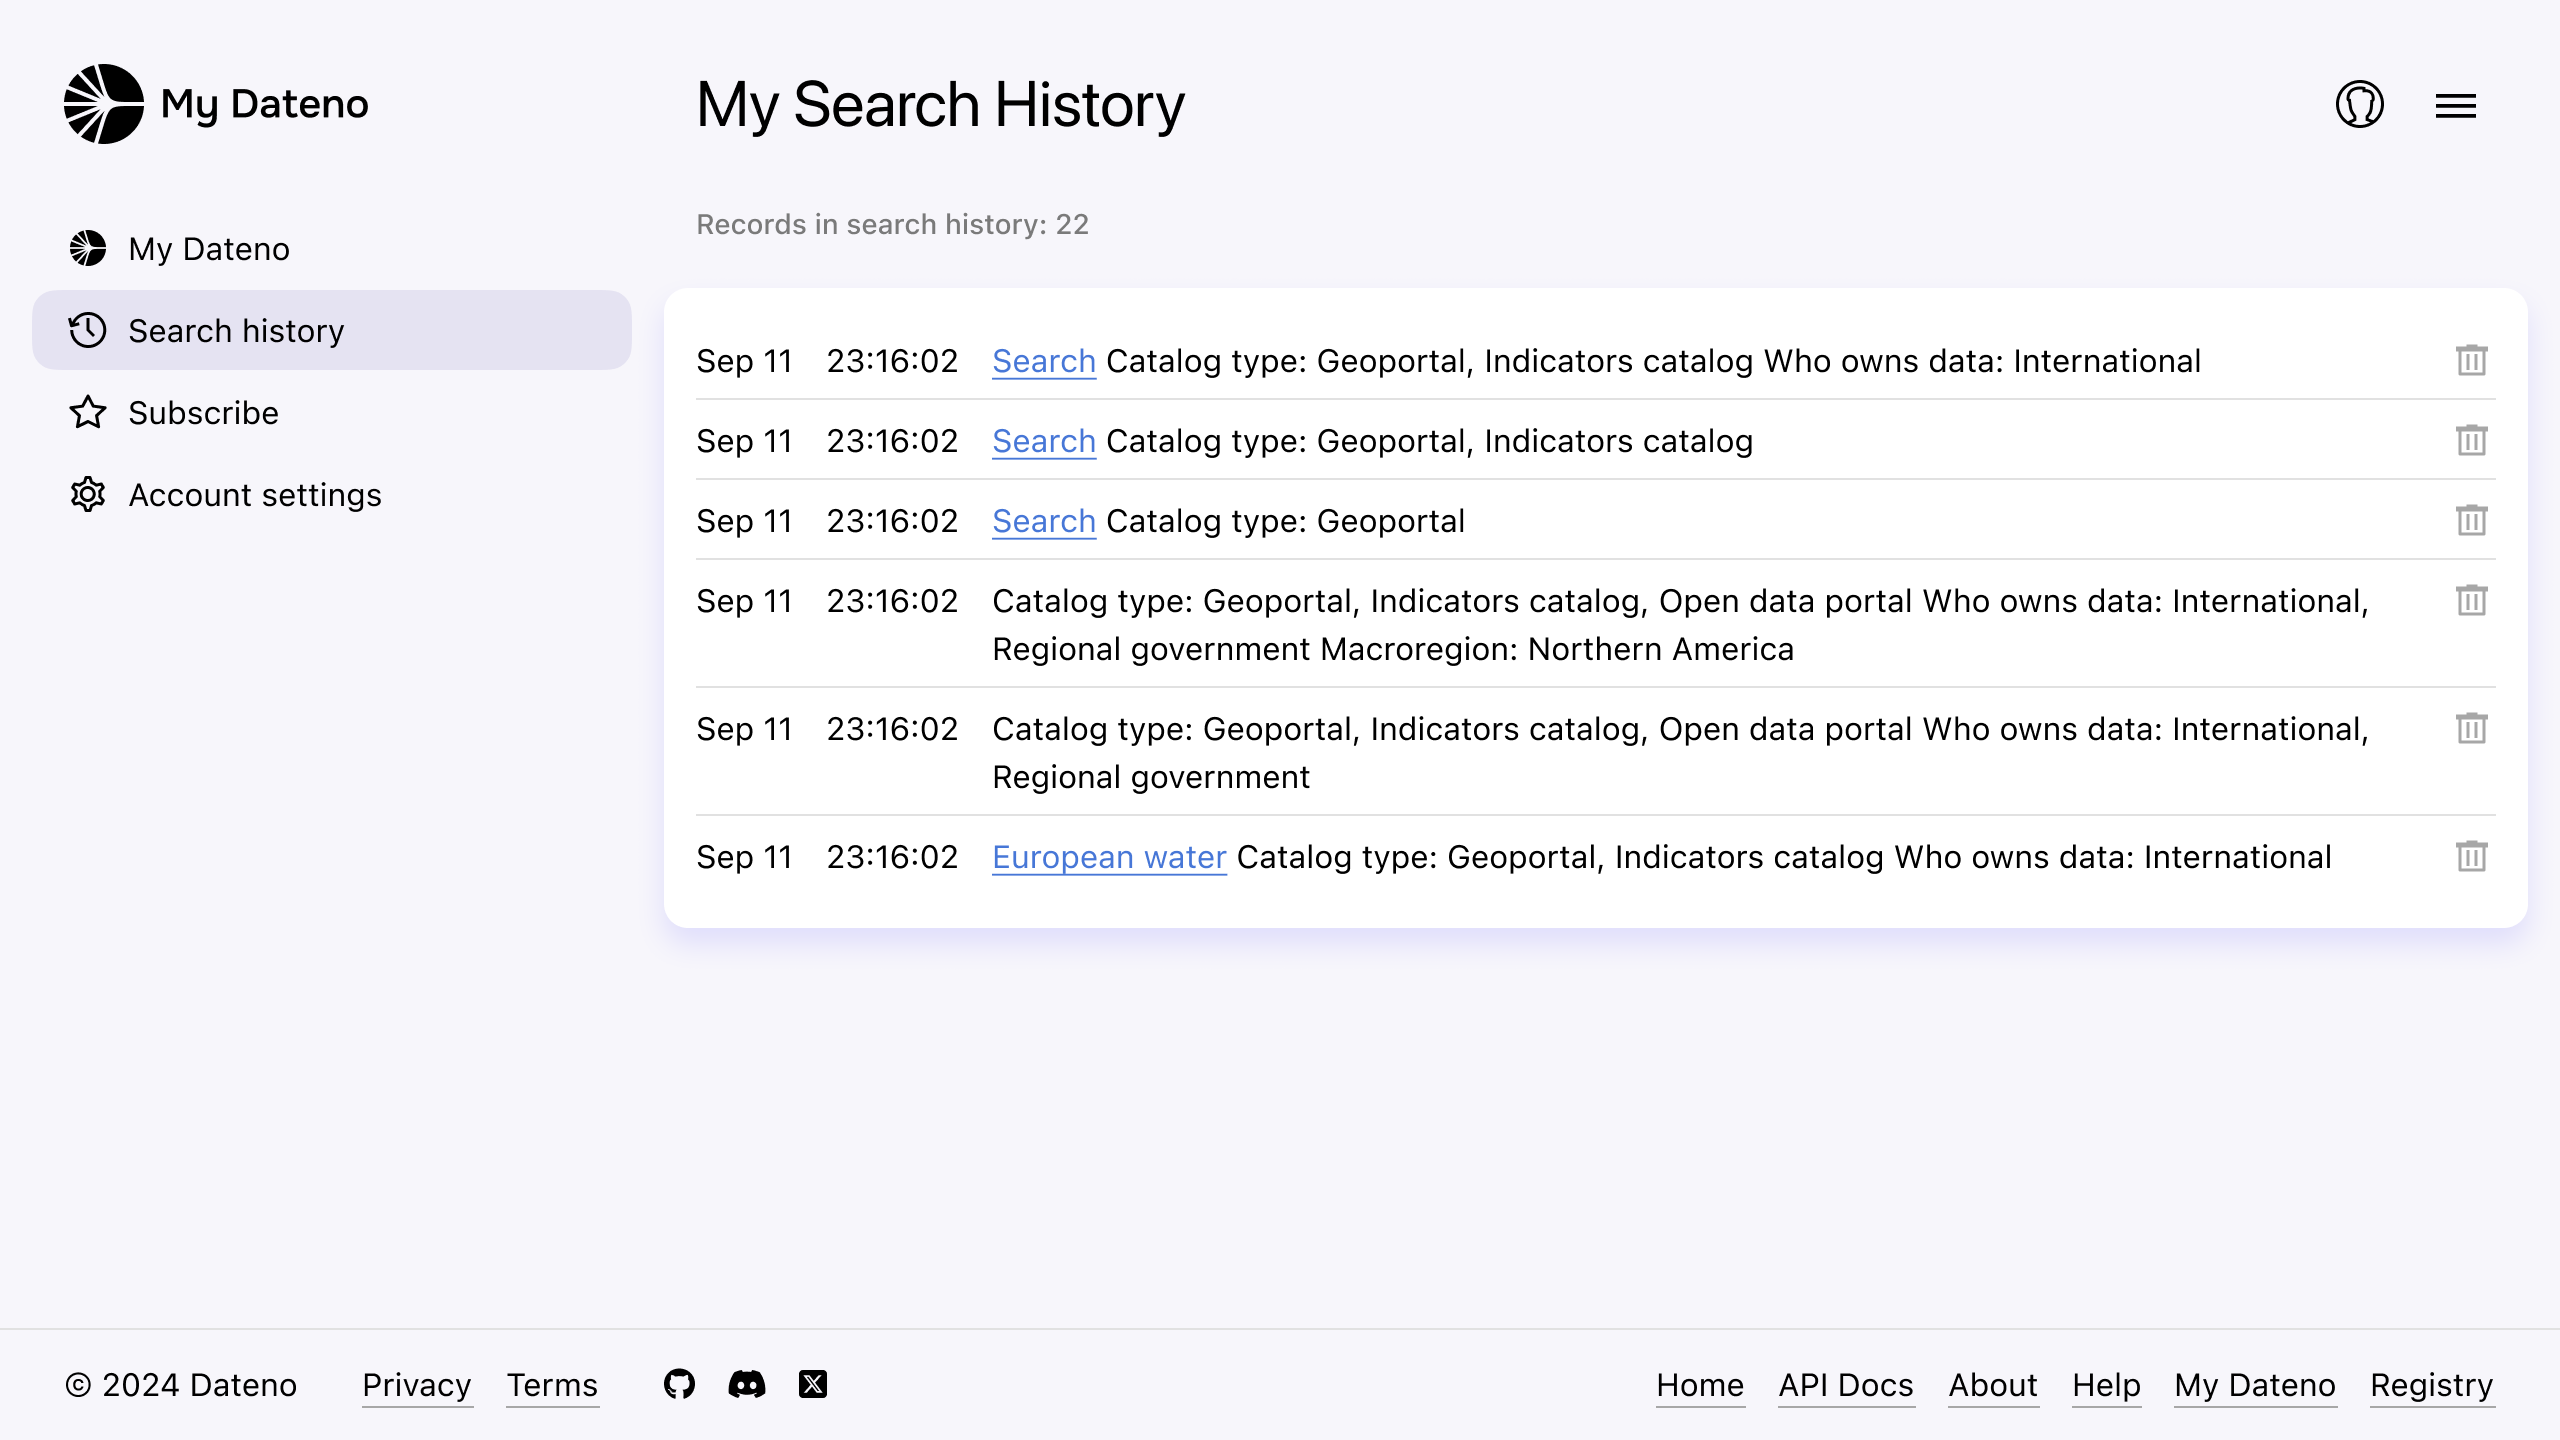 My Dateno
My Search History
Records in search history: 22
My Dateno
Search history
Subscribe
Account settings
Sep 11 23:16:02 Search Catalog type: Geoportal, Indicators catalog Who owns data: International
Sep 11 23:16:02 Search Catalog type: Geoportal, Indicators catalog
Sep 11 23:16:02 Search Catalog type: Geoportal
Sep 11 23:16:02 Catalog type: Geoportal, Indicators catalog, Open data portal Who owns data: International,
Regional government Macroregion: Northern America
Sep 11 23:16:02 Catalog type: Geoportal, Indicators catalog, Open data portal Who owns data: International,
Regional government
Sep 11 23:16:02 European water Catalog type: Geoportal, Indicators catalog Who owns data: International
© 2024 Dateno Privacy Terms Home API Docs About Help My Dateno Registry